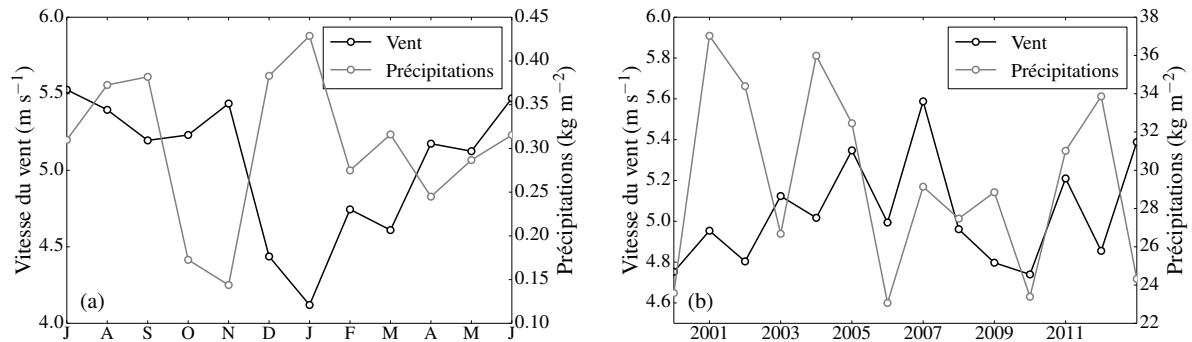 6.0
5.5
5.0
4.5
4.0
Vitesse du vent (m s⁻¹)
J A S O N D J F M A M J
0.45
0.40
0.35
0.30
0.25
0.20
0.15
0.10
Précipitations (kg m⁻²)
Vent
Précipitations
(a)
6.0
5.8
5.6
5.4
5.2
5.0
4.8
4.6
Vitesse du vent (m s⁻¹)
2001 2003 2005 2007 2009 2011
38
36
34
32
30
28
26
24
22
Précipitations (kg m⁻²)
Vent
Précipitations
(b)